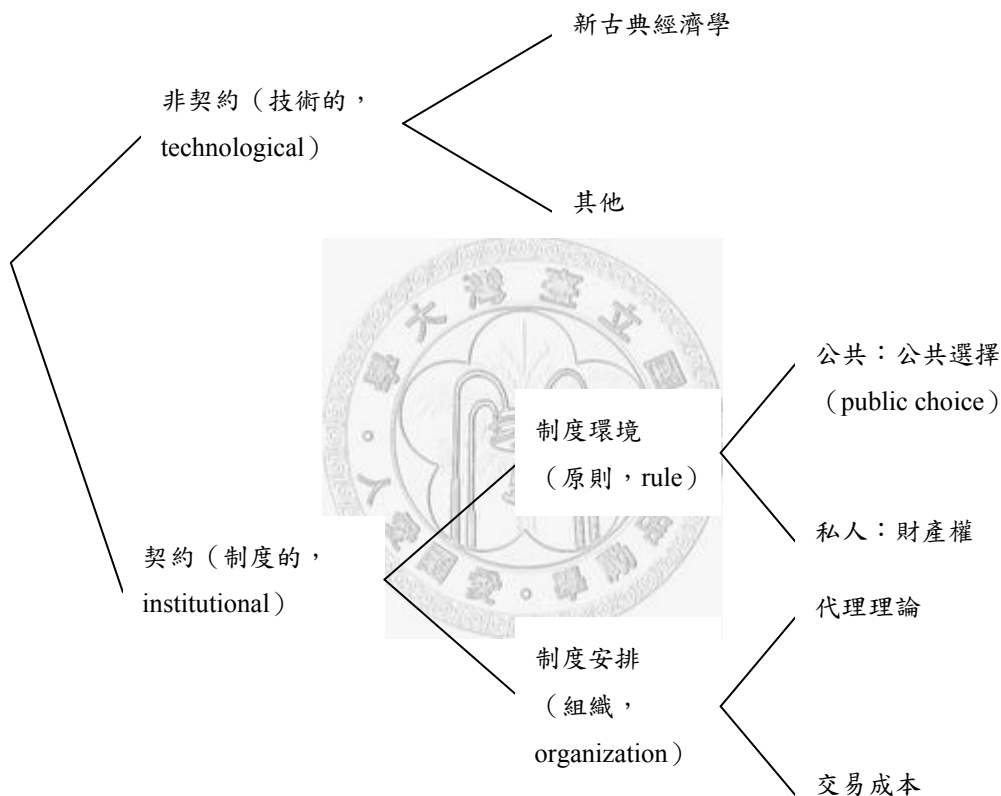 新古典經濟學
非契約（技術的，
technological）
其他
公共：公共選擇
（public choice）
制度環境
（原則，rule）
私人：財產權
契約（制度的，
institutional）
代理理論
制度安排
（組織，
organization）
交易成本